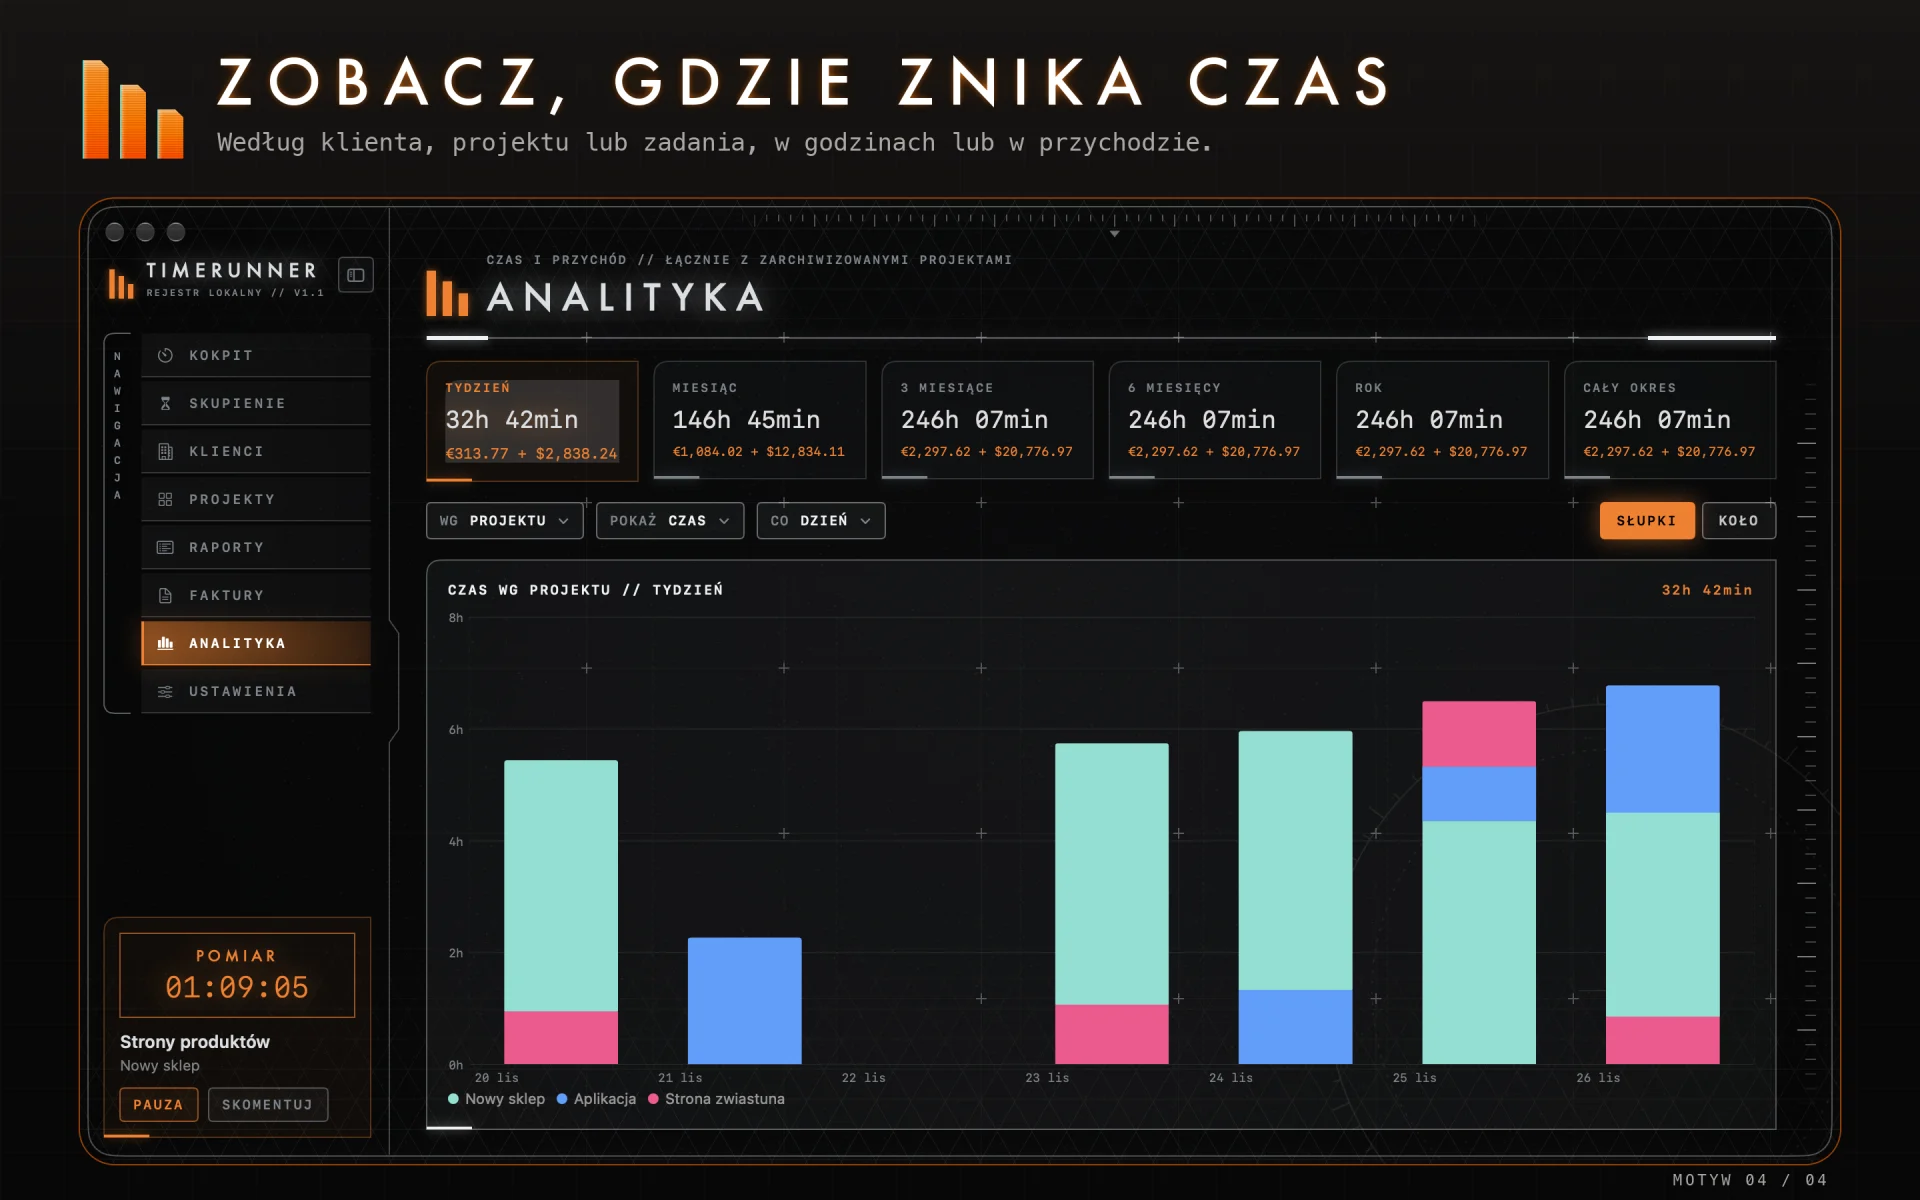 ZOBACZ, GDZIE ZNIKA CZAS
Według klienta, projektu lub zadania, w godzinach lub w przychodzie.
TIMERUNNER
REJESTR LOKALNY // V1.1
NAWIGACJA
KOKPIT
SKUPIENIE
KLIENCI
PROJEKTY
RAPORTY
FAKTURY
ANALITYKA
USTAWIENIA
POMIAR
01:09:05
Strony produktów
Nowy sklep
PAUZA SKOMENTUJ
CZAS I PRZYCHÓD // ŁĄCZNIE Z ZARCHIWIZOWANYMI PROJEKTAMI
ANALITYKA
TYDZIEŃ
32h 42min
€313.77 + $2,838.24
MIESIĄC
146h 45min
€1,084.02 + $12,834.11
3 MIESIĄCE
246h 07min
€2,297.62 + $20,776.97
6 MIESIĘCY
246h 07min
€2,297.62 + $20,776.97
ROK
246h 07min
€2,297.62 + $20,776.97
CAŁY OKRES
246h 07min
€2,297.62 + $20,776.97
WG PROJEKTU POKAŻ CZAS CO DZIEŃ SŁUPKI KOŁO
CZAS WG PROJEKTU // TYDZIEŃ 32h 42min
8h
6h
4h
2h
0h
20 lis 21 lis 22 lis 23 lis 24 lis 25 lis 26 lis
Nowy sklep Aplikacja Strona zwiastuna
MOTYW 04 / 04